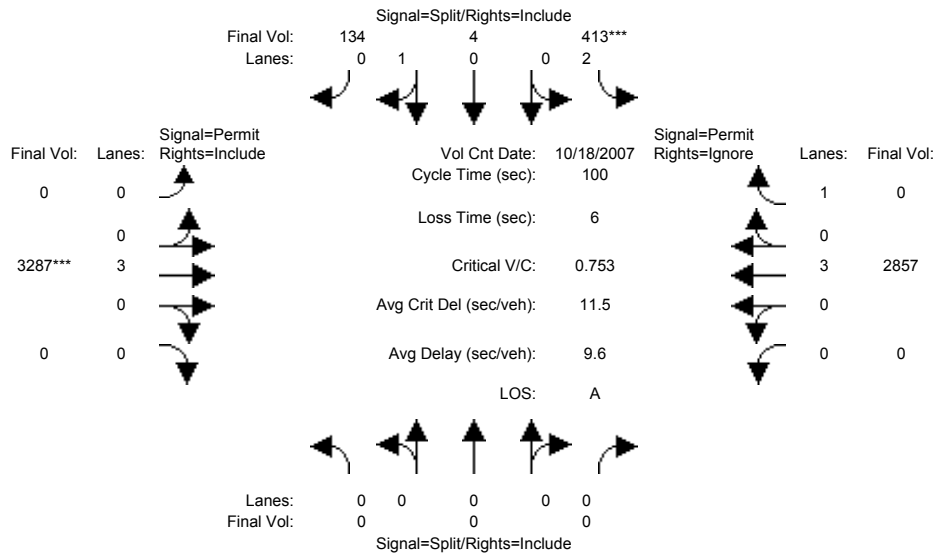 Signal=Split/Rights=Include
Final Vol: 134 4 413***
Lanes: 0 1 0 0 2
Signal=Permit Signal=Permit
Final Vol: Lanes: Rights=Include Vol Cnt Date: 10/18/2007 Rights=Ignore Lanes: Final Vol:
Cycle Time (sec): 100
0 0 1 0
Loss Time (sec): 6
0 0
3287*** 3 Critical V/C: 0.753 3 2857
0 Avg Crit Del (sec/veh): 11.5 0
0 0 Avg Delay (sec/veh): 9.6 0 0
LOS: A
Lanes: 0 0 0 0 0
Final Vol: 0 0 0
Signal=Split/Rights=Include